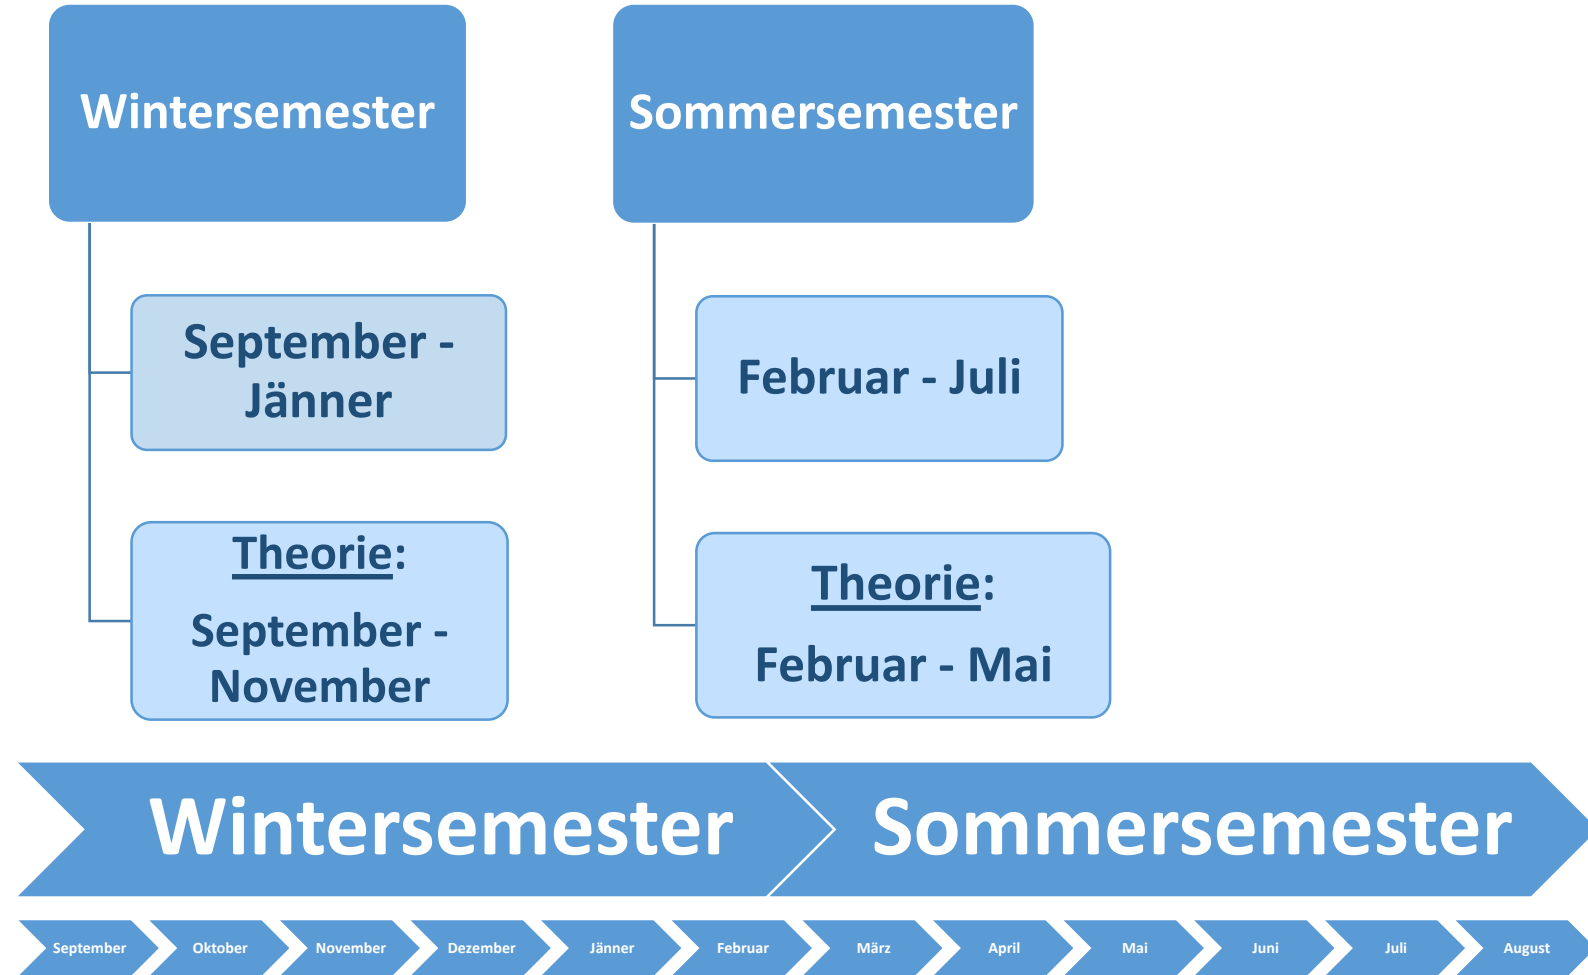 Wintersemester
September -
Jänner
Theorie:
September -
November
Sommersemester
Februar - Juli
Theorie:
Februar - Mai
Wintersemester
Sommersemester
September
Oktober
November
Dezember
Jänner
Februar
März
April
Mai
Juni
Juli
August